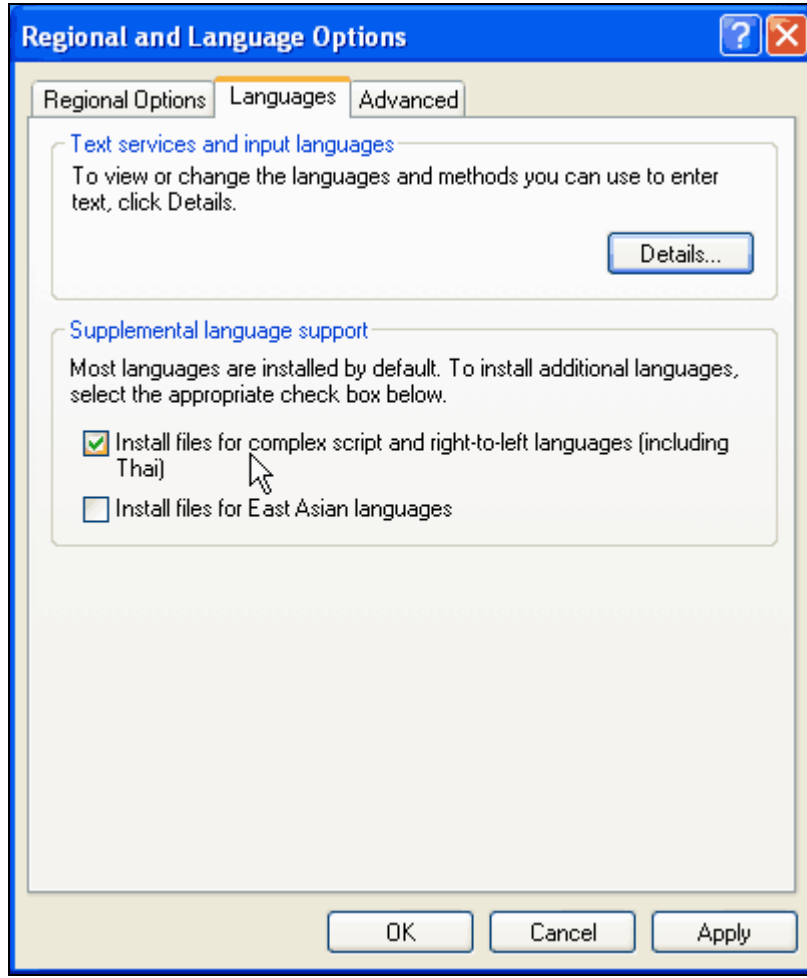 Regional and Language Options
Regional Options
Languages
Advanced
Text services and input languages
To view or change the languages and methods you can use to enter
text, click Details.
Details...
Supplemental language support
Most languages are installed by default. To install additional languages,
select the appropriate check box below.
Install files for complex script and right-to-left languages (including
Thai)
Install files for East Asian languages
OK
Cancel
Apply